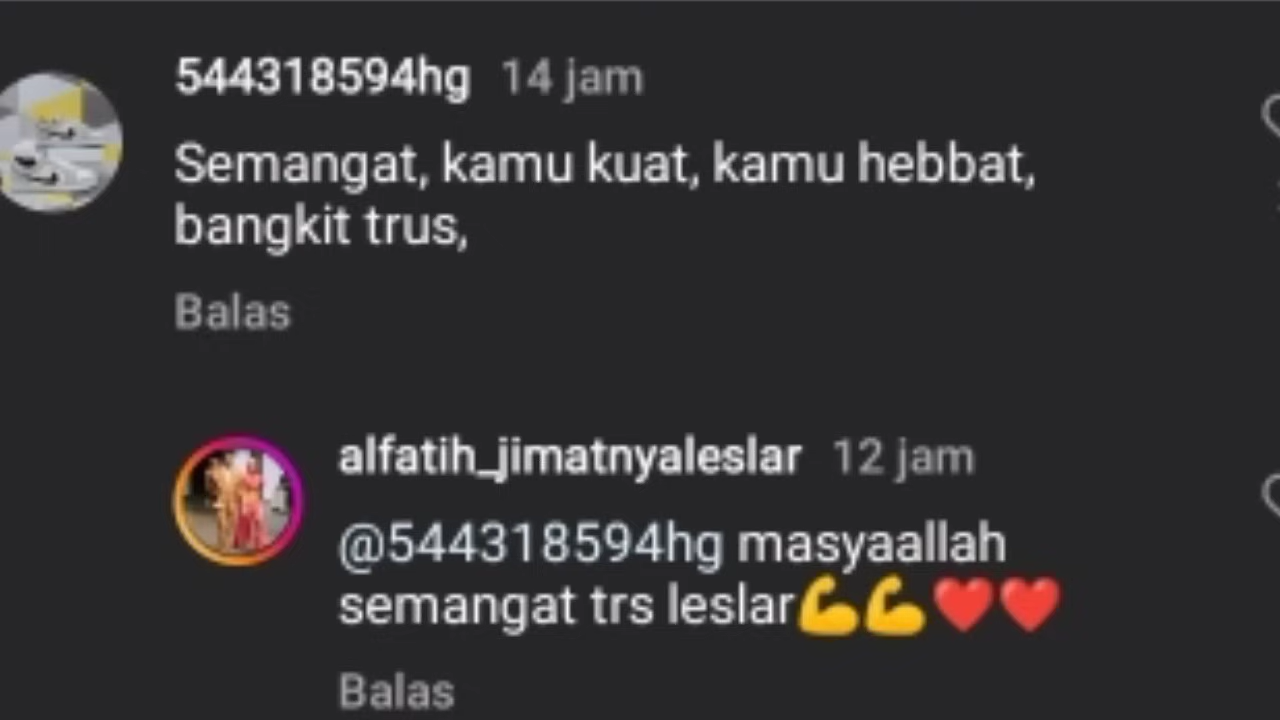 544318594hg 14 jam
Semangat, kamu kuat, kamu hebbat,
bangkit trus,
Balas
alfatih_jimatnyaleslar 12 jam
@544318594hg masyaallah
semangat trs leslar💪💪❤️❤️
Balas